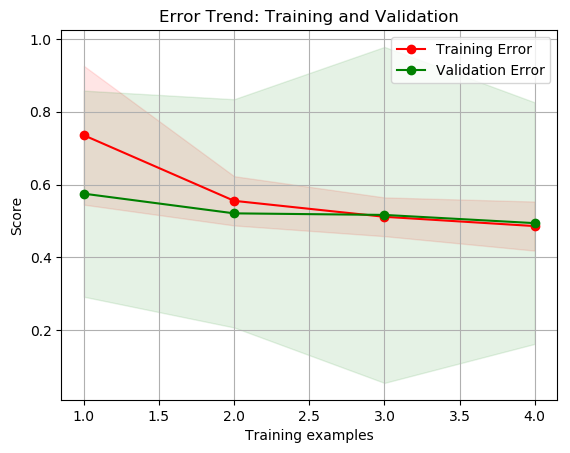 Error Trend: Training and Validation
1.0
0.8
0.6
0.4
0.2
Score
Training Error
Validation Error
1.0 1.5 2.0 2.5 3.0 3.5 4.0
Training examples